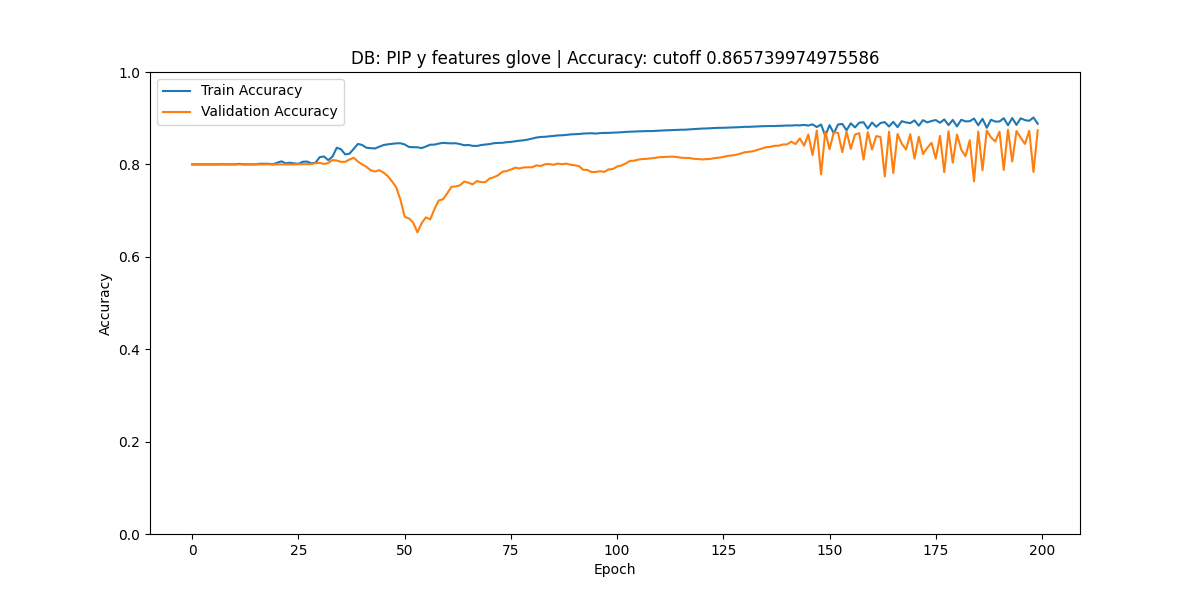 DB: PIP y features glove | Accuracy: cutoff 0.865739974975586
Train Accuracy
Validation Accuracy
1.0
0.8
0.6
0.4
0.2
0.0
Accuracy
0 25 50 75 100 125 150 175 200
Epoch